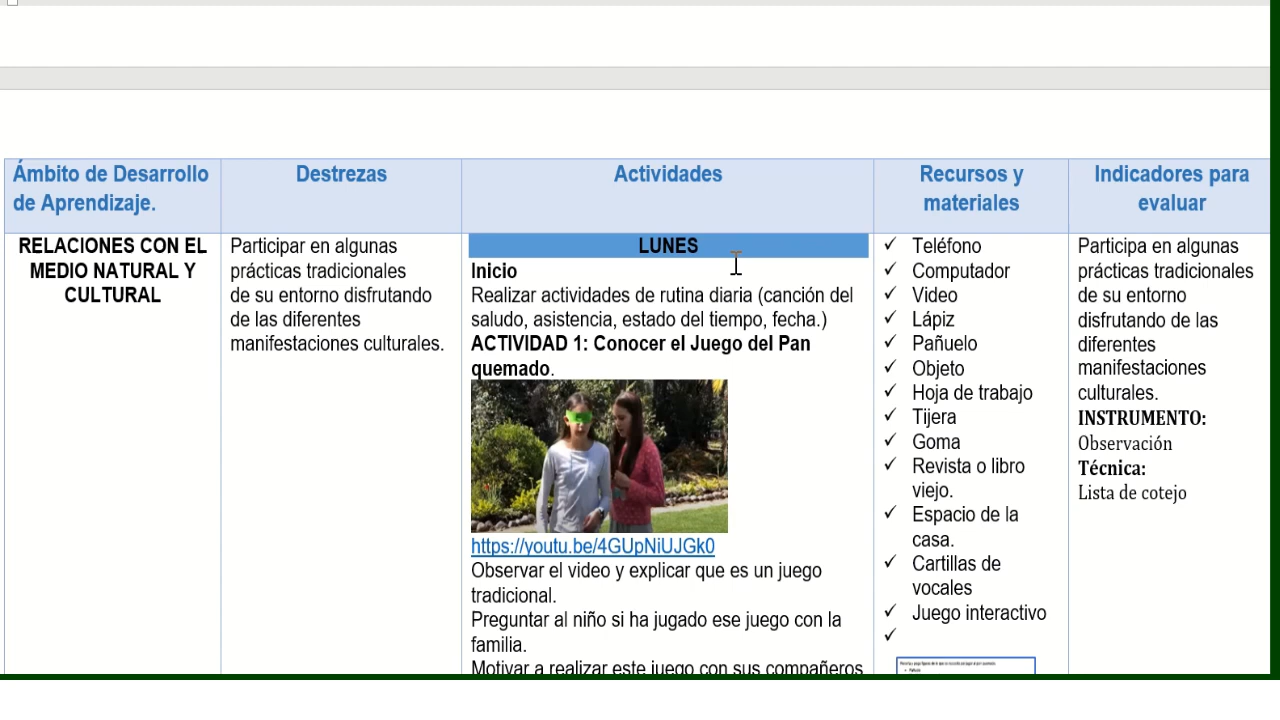 Ámbito de Desarrollo
de Aprendizaje.
Destrezas
Actividades
Recursos y
materiales
Indicadores para
evaluar
RELACIONES CON EL
MEDIO NATURAL Y
CULTURAL
Participar en algunas
prácticas tradicionales
de su entorno disfrutando
de las diferentes
manifestaciones culturales.
LUNES
Inicio
Realizar actividades de rutina diaria (canción del
saludo, asistencia, estado del tiempo, fecha.)
ACTIVIDAD 1: Conocer el Juego del Pan
quemado.
https://youtu.be/4GUpNiUJGk0
Observar el video y explicar que es un juego
tradicional.
Preguntar al niño si ha jugado ese juego con la
familia.
Motivar a realizar este juego con sus compañeros
✓ Teléfono
✓ Computador
✓ Video
✓ Lápiz
✓ Pañuelo
✓ Objeto
✓ Hoja de trabajo
✓ Tijera
✓ Goma
✓ Revista o libro
viejo.
✓ Espacio de la
casa.
✓ Cartillas de
vocales
✓ Juego interactivo
✓
Participa en algunas
prácticas tradicionales
de su entorno
disfrutando de las
diferentes
manifestaciones
culturales.
INSTRUMENTO:
Observación
Técnica:
Lista de cotejo